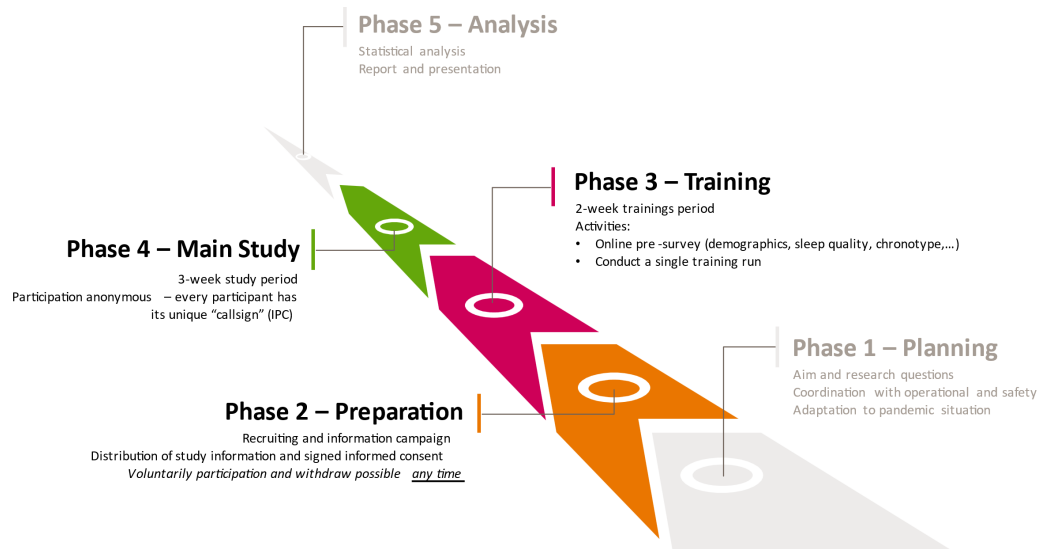 Phase 5 – Analysis
Statistical analysis
Report and presentation
Phase 3 – Training
2-week trainings period
Activities:
• Online pre -survey (demographics, sleep quality, chronotype,...)
• Conduct a single training run
Phase 4 – Main Study
3-week study period
Participation anonymous – every participant has
its unique “callsign” (IPC)
Phase 1 – Planning
Aim and research questions
Coordination with operational and safety
Adaptation to pandemic situation
Phase 2 – Preparation
Recruiting and information campaign
Distribution of study information and signed informed consent
Voluntarily participation and withdraw possible any time